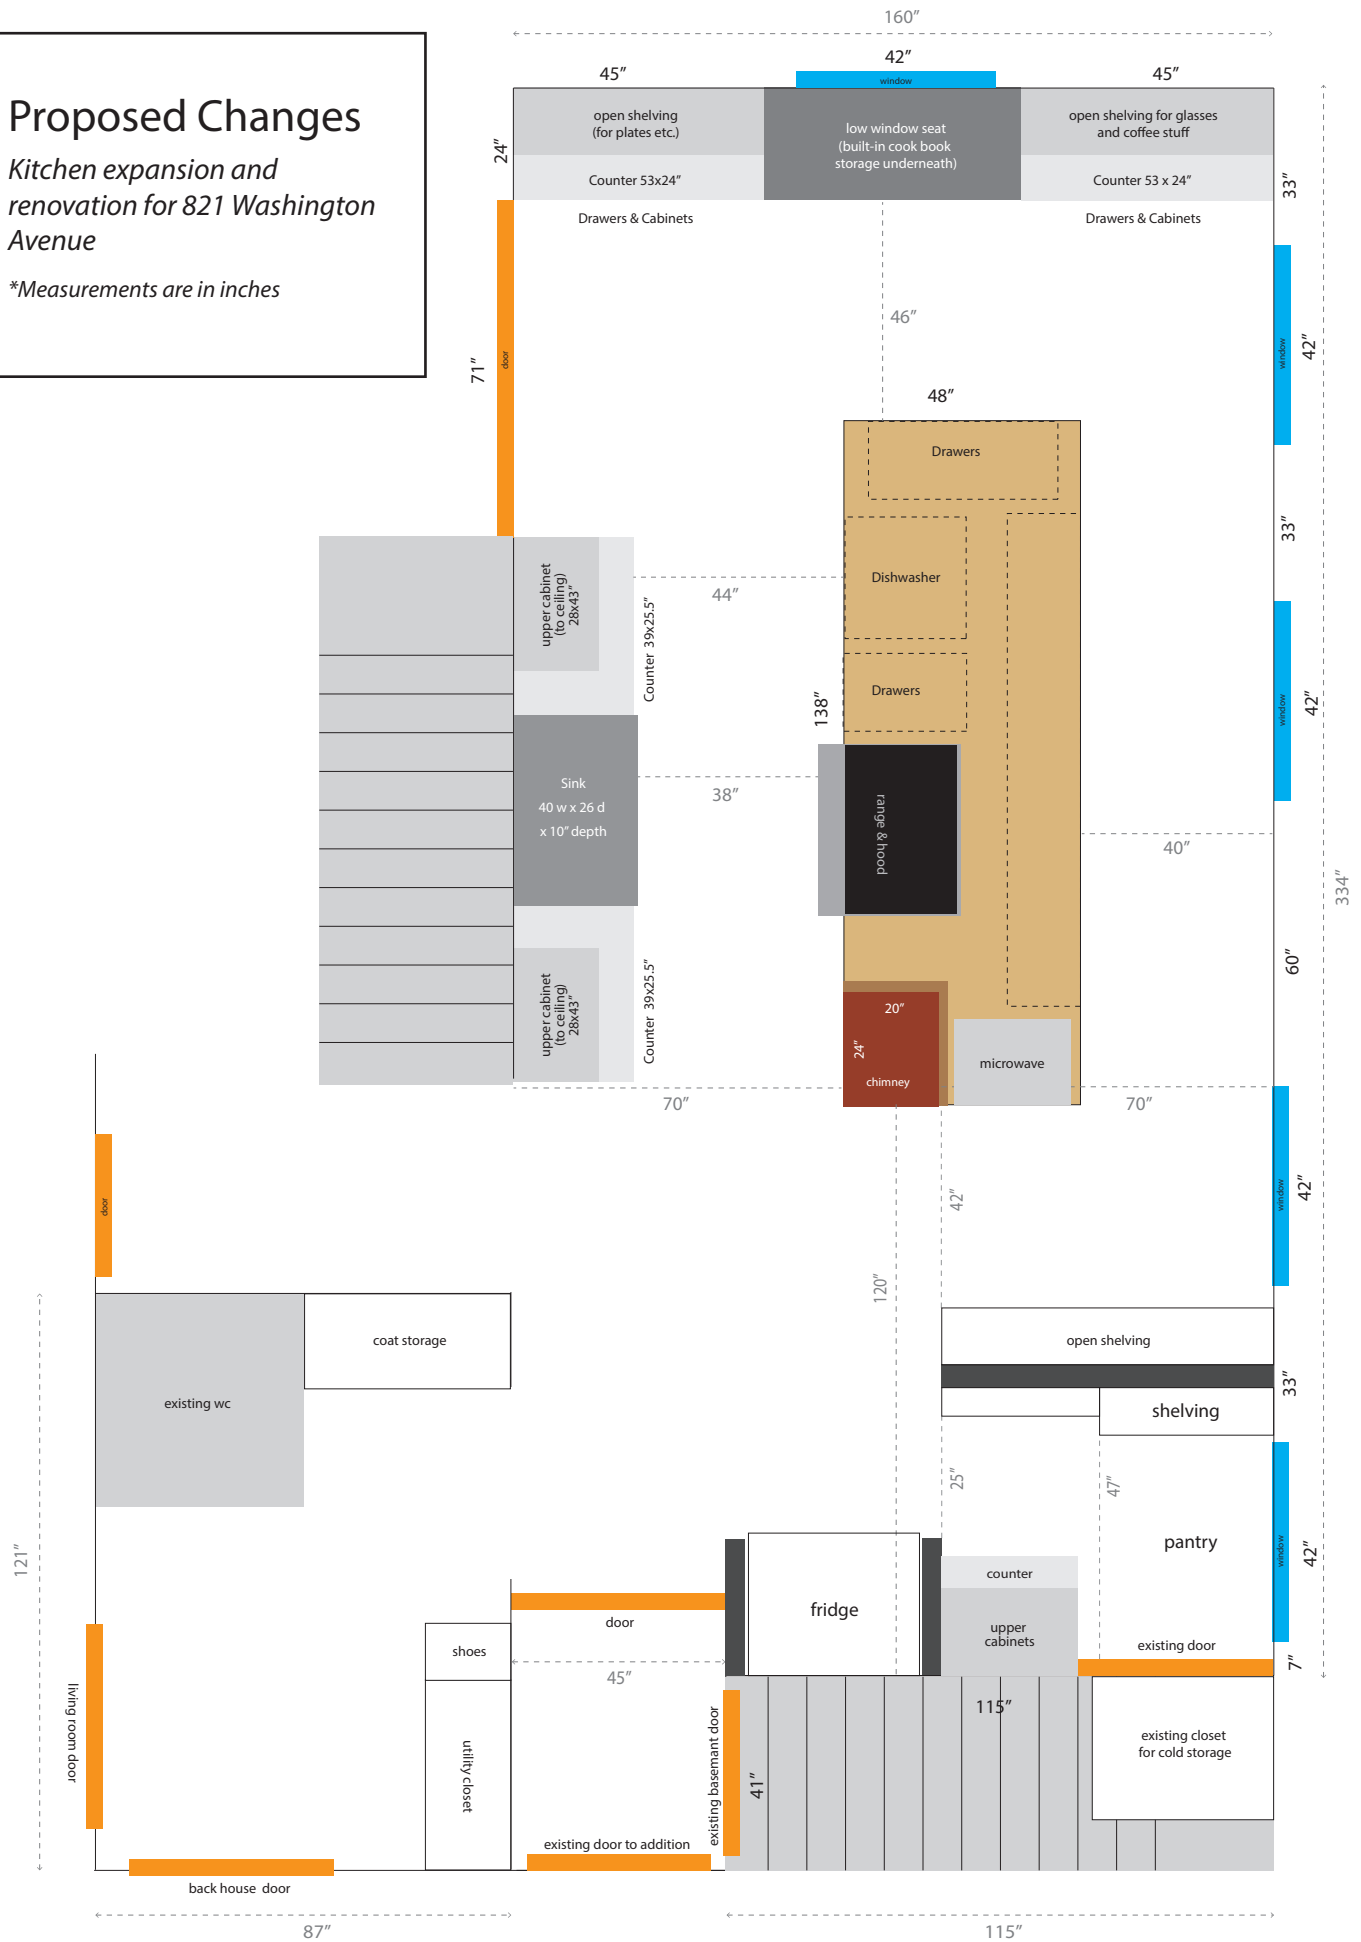 160”
42”
45”
window
45”
Proposed Changes
Kitchen expansion and
renovation for 821 Washington
Avenue
*Measurements are in inches
24”
open shelving
(for plates etc.)
low window seat
(built-in cook book
storage underneath)
open shelving for glasses
and coffee stuff
Counter 53x24”
Counter 53 x 24”
33”
Drawers & Cabinets
Drawers & Cabinets
46”
71”
door
window
42”
48”
Drawers
33”
upper cabinet
(to ceiling)
28x43”
Counter 39x25.5”
44”
Dishwasher
Drawers
138”
window
42”
Sink
40 w x 26 d
x 10” depth
38”
range & hood
40”
334”
60”
upper cabinet
(to ceiling)
28x43”
Counter 39x25.5”
20”
24”
chimney
microwave
70”
70”
door
42”
window
42”
120”
coat storage
open shelving
existing wc
33”
shelving
25”
47”
121”
pantry
window
42”
counter
fridge
door
upper
cabinets
existing door
shoes
45”
7”
living room door
utility closet
existing basemant door
41”
115”
existing closet
for cold storage
existing door to addition
back house  door
87”
115”